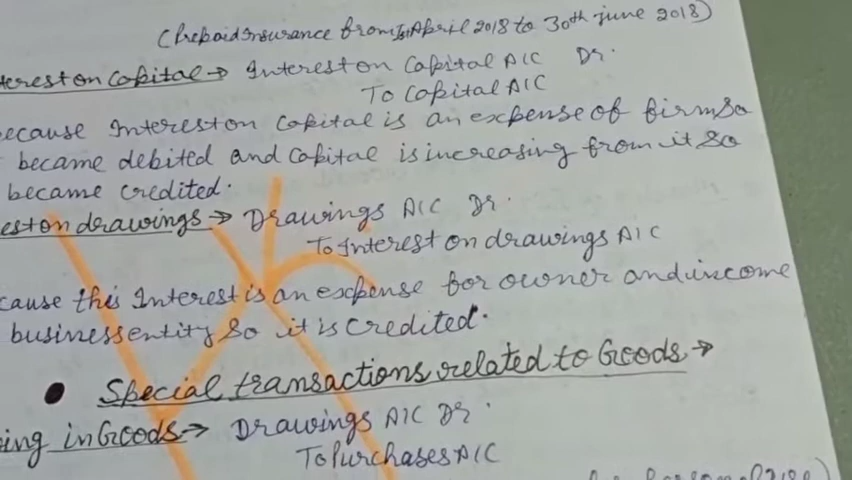 (Prepaid Insurance from 1st April 2018 to 30th june 2018)
terest on Capital → Interest on Capital A/C Dr.
To Capital A/C
ecause Interest on Capital is an expense of firm so
became debited and Capital is increasing from it so
became credited.
est on drawings → Drawings A/C Dr.
To Interest on drawings A/C
cause this Interest is an expense for owner and income
business entity so it is credited.
• Special transactions related to Goods →
ing in Goods → Drawings A/C Dr.
To Purchases A/C